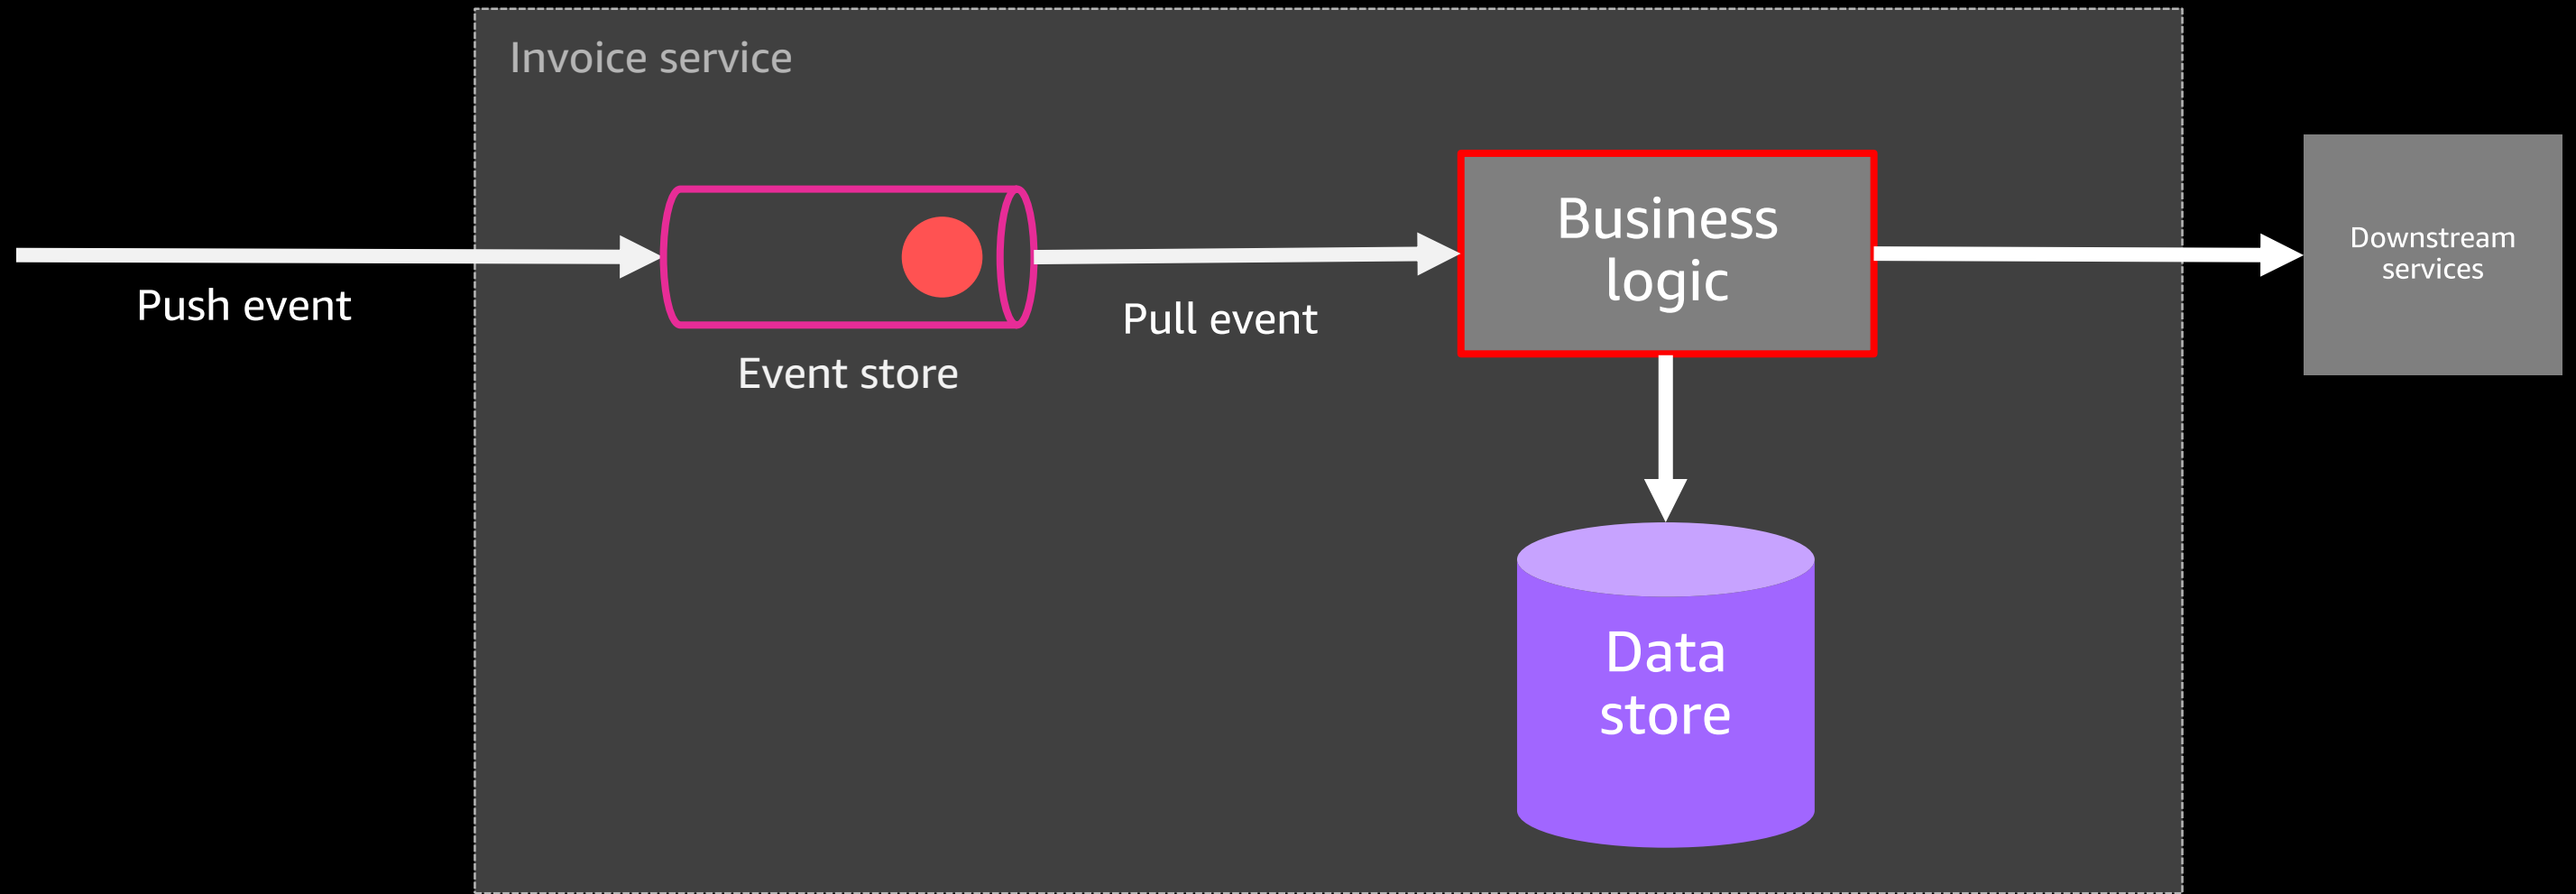 Invoice service
Push event
Event store
Pull event
Business
logic
Downstream
services
Data
store